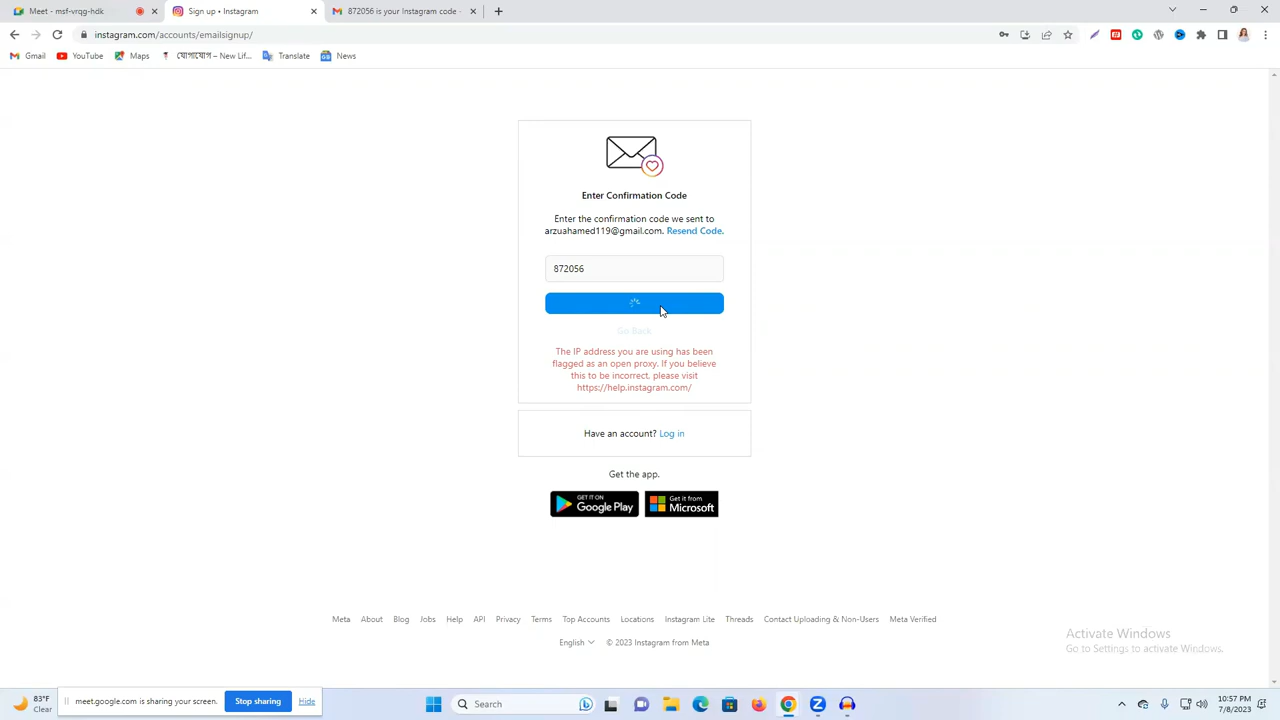 Meet - msf-vrqq-hdk
Sign up • Instagram
872056 is your Instagram code -
instagram.com/accounts/emailsignup/
Gmail
YouTube
Maps
যোগাযোগ – New Lif...
Translate
News
Enter Confirmation Code
Enter the confirmation code we sent to
arzuahamed119@gmail.com. Resend Code.
872056
Go Back
The IP address you are using has been
flagged as an open proxy. If you believe
this to be incorrect, please visit
https://help.instagram.com/
Have an account? Log in
Get the app.
GET IT ON
Google Play
Get it from
Microsoft
Meta About Blog Jobs Help API Privacy Terms Top Accounts Locations Instagram Lite Threads Contact Uploading & Non-Users Meta Verified
English © 2023 Instagram from Meta
Activate Windows
Go to Settings to activate Windows.
83°F
Clear
meet.google.com is sharing your screen.
Stop sharing
Hide
Search
10:57 PM
7/8/2023